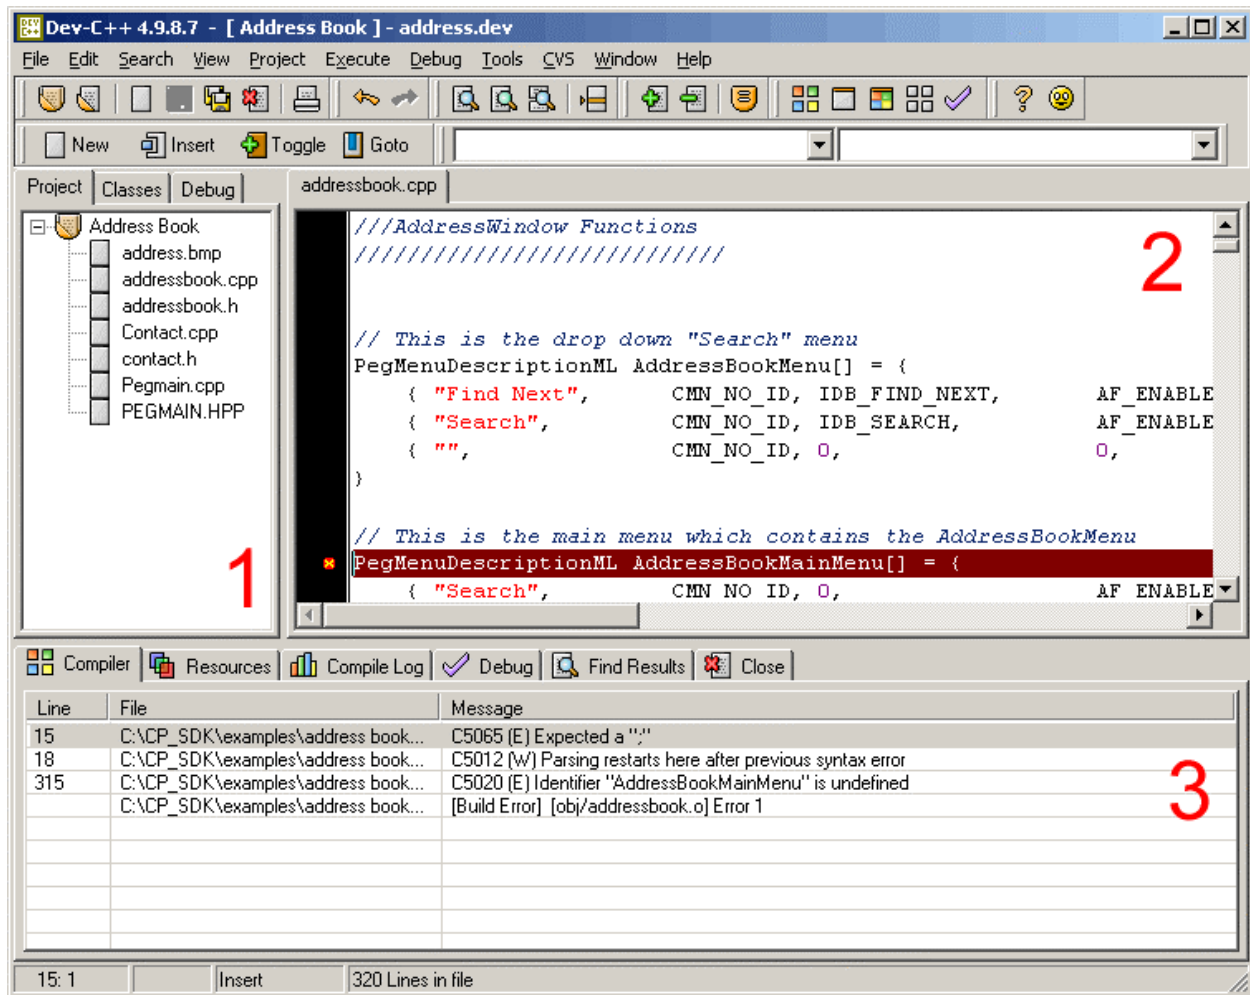 Dev-C++ 4.9.8.7 - [ Address Book ] - address.dev
File Edit Search View Project Execute Debug Tools CVS Window Help
New Insert Toggle Goto
Project Classes Debug
addressbook.cpp
Address Book
address.bmp
addressbook.cpp
addressbook.h
Contact.cpp
contact.h
Pegmain.cpp
PEGMAIN.HPP
1
///AddressWindow Functions
////////////////////////////
2
// This is the drop down "Search" menu
PegMenuDescriptionML AddressBookMenu[] = {
{ "Find Next", CMN_NO_ID, IDB_FIND_NEXT, AF_ENABLE
{ "Search", CMN_NO_ID, IDB_SEARCH, AF_ENABLE
{ "", CMN_NO_ID, 0, 0,
}
// This is the main menu which contains the AddressBookMenu
PegMenuDescriptionML AddressBookMainMenu[] = {
{ "Search", CMN_NO_ID, 0, AF_ENABLE
Compiler Resources Compile Log Debug Find Results Close
Line File Message
15 C:\CP_SDK\examples\address book... C5065 (E) Expected a ";"
18 C:\CP_SDK\examples\address book... C5012 (W) Parsing restarts here after previous syntax error
315 C:\CP_SDK\examples\address book... C5020 (E) Identifier "AddressBookMainMenu" is undefined
C:\CP_SDK\examples\address book... [Build Error] [obj/addressbook.o] Error 1
3
15: 1 Insert 320 Lines in file